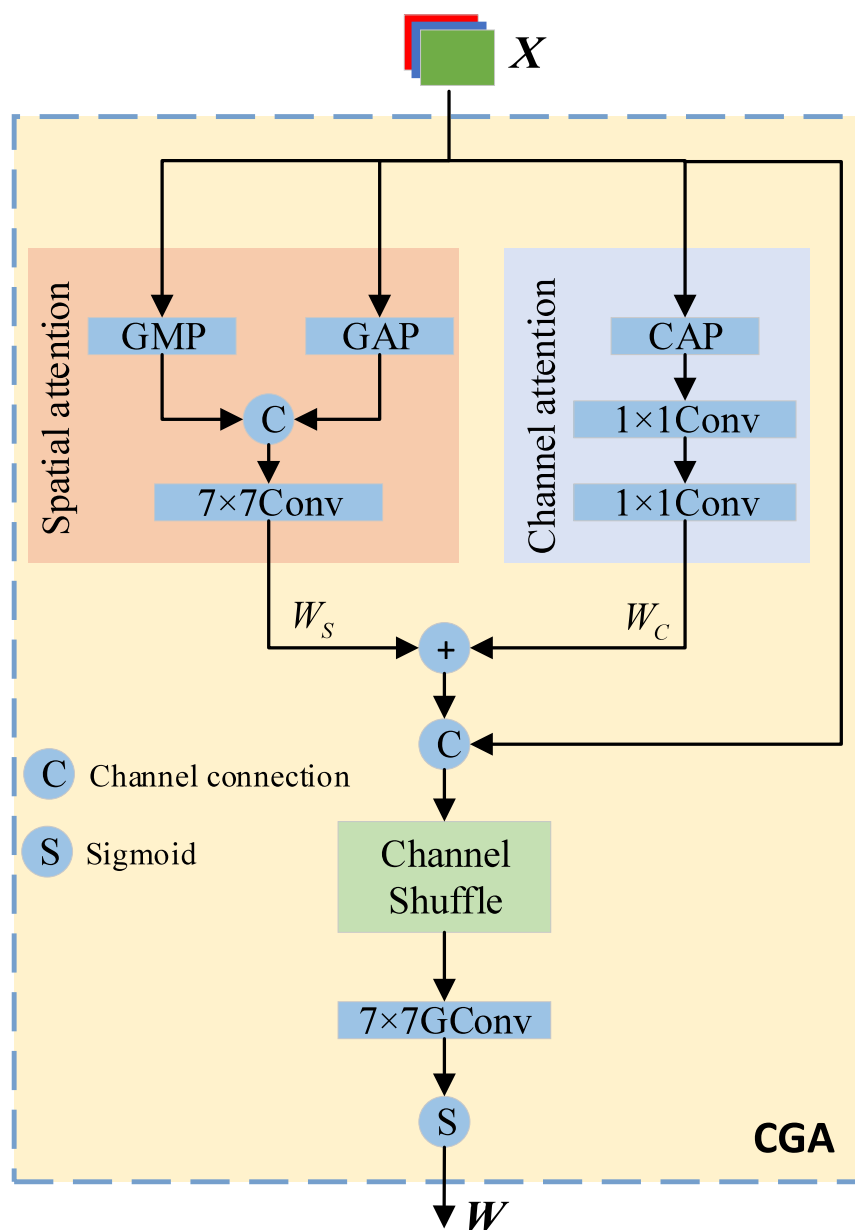 X
Spatial attention
GMP
GAP
C
7×7Conv
Channel attention
CAP
1×1Conv
1×1Conv
W_S
W_C
+
C
C Channel connection
S Sigmoid
Channel
Shuffle
7×7GConv
S
CGA
W